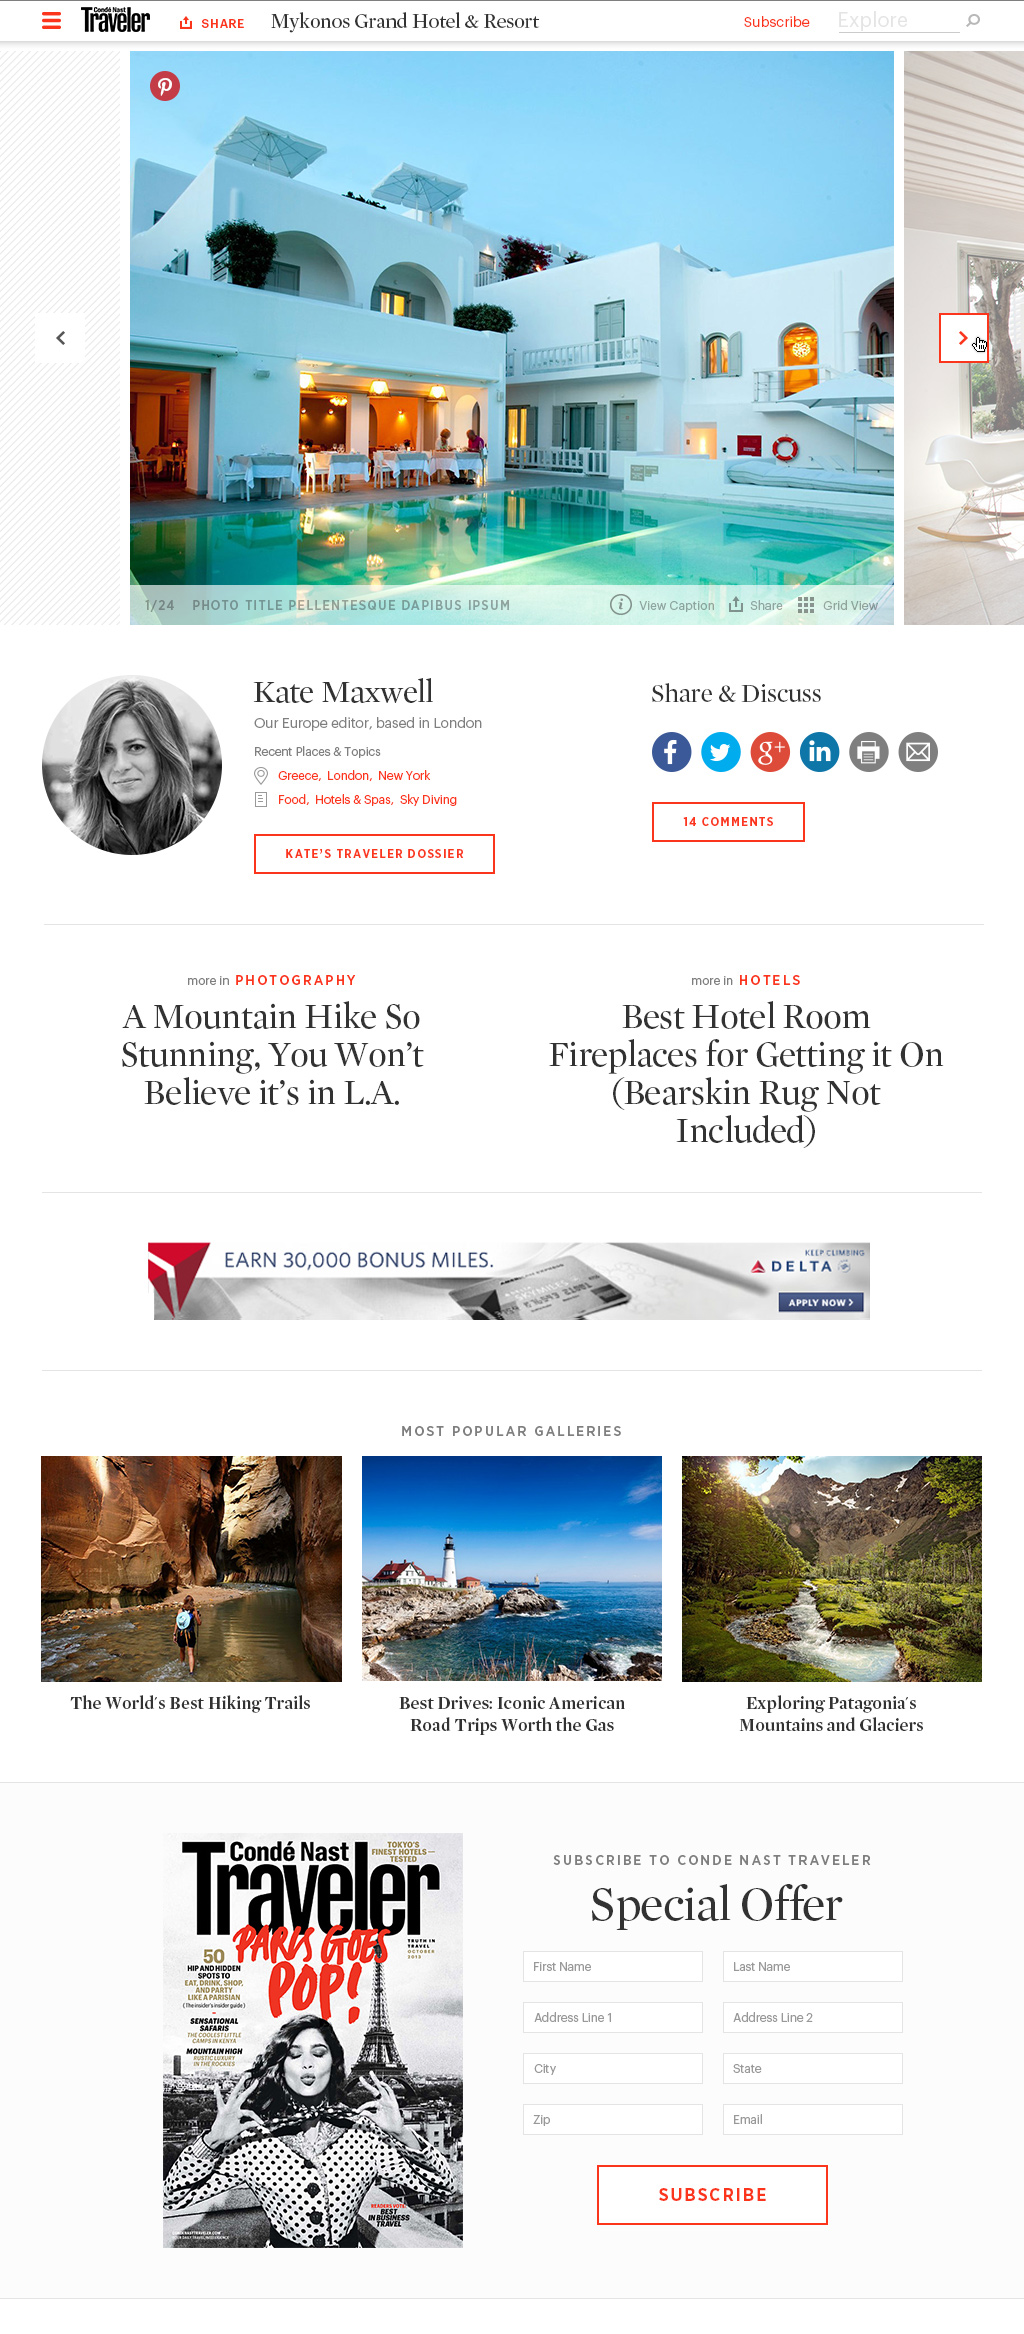 Condé Nast
Traveler
SHARE
Mykonos Grand Hotel & Resort
Subscribe
Explore
1/24 PHOTO TITLE PELLENTESQUE DAPIBUS IPSUM
View Caption
Share
Grid View
Kate Maxwell
Our Europe editor, based in London
Recent Places & Topics
Greece, London, New York
Food, Hotels & Spas, Sky Diving
KATE'S TRAVELER DOSSIER
Share & Discuss
14 COMMENTS
more in PHOTOGRAPHY
A Mountain Hike So
Stunning, You Won't
Believe it's in L.A.
more in HOTELS
Best Hotel Room
Fireplaces for Getting it On
(Bearskin Rug Not
Included)
EARN 30,000 BONUS MILES.
KEEP CLIMBING
DELTA
APPLY NOW
MOST POPULAR GALLERIES
The World's Best Hiking Trails
Best Drives: Iconic American
Road Trips Worth the Gas
Exploring Patagonia's
Mountains and Glaciers
Condé Nast
Traveler
TOKYO'S
FINEST HOTELS—
TESTED
PARIS GOES
POP!
TRUTH IN
TRAVEL
OCTOBER
2013
50
HIP AND HIDDEN
SPOTS TO
EAT, DRINK, SHOP,
AND PARTY
LIKE A PARISIAN
(The insider's insider guide)
SENSATIONAL
SAFARIS
THE COOLEST LITTLE
CAMPS IN KENYA
MOUNTAIN HIGH
RUSTIC LUXURY
IN THE ROCKIES
READERS VOTE:
BEST
IN BUSINESS
TRAVEL
SUBSCRIBE TO CONDE NAST TRAVELER
Special Offer
First Name
Last Name
Address Line 1
Address Line 2
City
State
Zip
Email
SUBSCRIBE